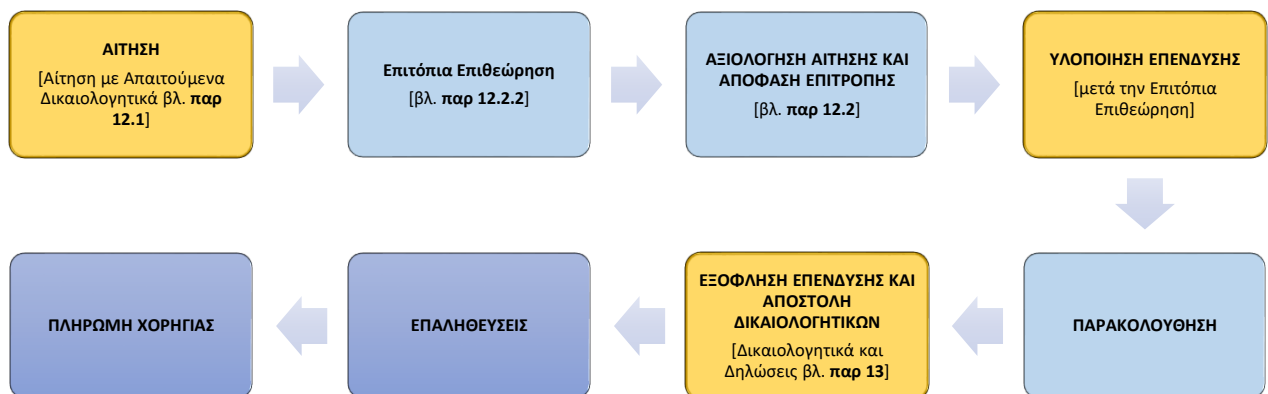 ΑΙΤΗΣΗ
[Αίτηση με Απαιτούμενα
Δικαιολογητικά βλ. παρ
12.1]
Επιτόπια Επιθεώρηση
[βλ. παρ 12.2.2]
ΑΞΙΟΛΟΓΗΣΗ ΑΙΤΗΣΗΣ ΚΑΙ
ΑΠΟΦΑΣΗ ΕΠΙΤΡΟΠΗΣ
[βλ. παρ 12.2]
ΥΛΟΠΟΙΗΣΗ ΕΠΕΝΔΥΣΗΣ
[μετά την Επιτόπια
Επιθεώρηση]
ΠΑΡΑΚΟΛΟΥΘΗΣΗ
ΕΞΟΦΛΗΣΗ ΕΠΕΝΔΥΣΗΣ ΚΑΙ
ΑΠΟΣΤΟΛΗ
ΔΙΚΑΙΟΛΟΓΗΤΙΚΩΝ
[Δικαιολογητικά και
Δηλώσεις βλ. παρ 13]
ΕΠΑΛΗΘΕΥΣΕΙΣ
ΠΛΗΡΩΜΗ ΧΟΡΗΓΙΑΣ